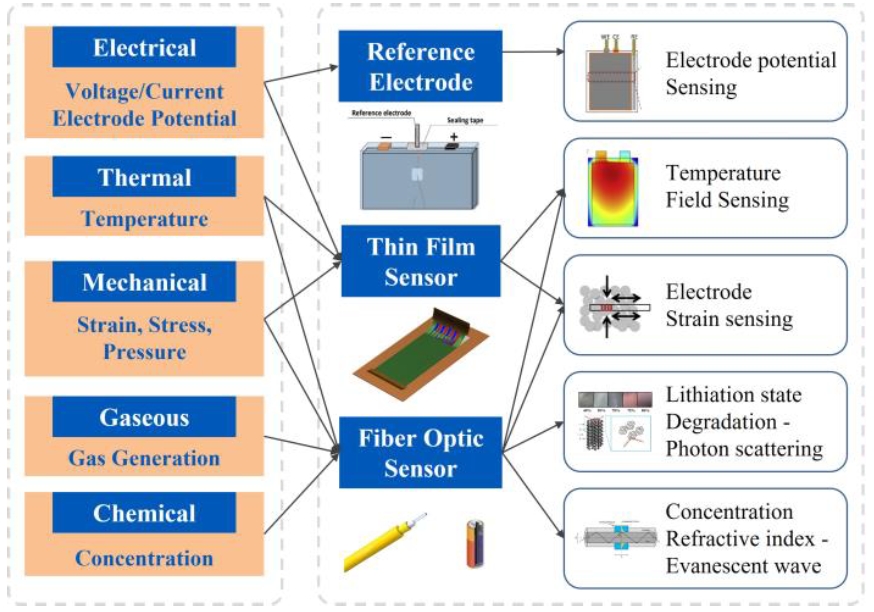 Electrical
Voltage/Current
Electrode Potential
Thermal
Temperature
Mechanical
Strain, Stress,
Pressure
Gaseous
Gas Generation
Chemical
Concentration
Reference
Electrode
Reference electrode
Sealing tape
−
+
Thin Film
Sensor
Fiber Optic
Sensor
Electrode potential
Sensing
Temperature
Field Sensing
Electrode
Strain sensing
Lithiation state
Degradation -
Photon scattering
Concentration
Refractive index -
Evanescent wave